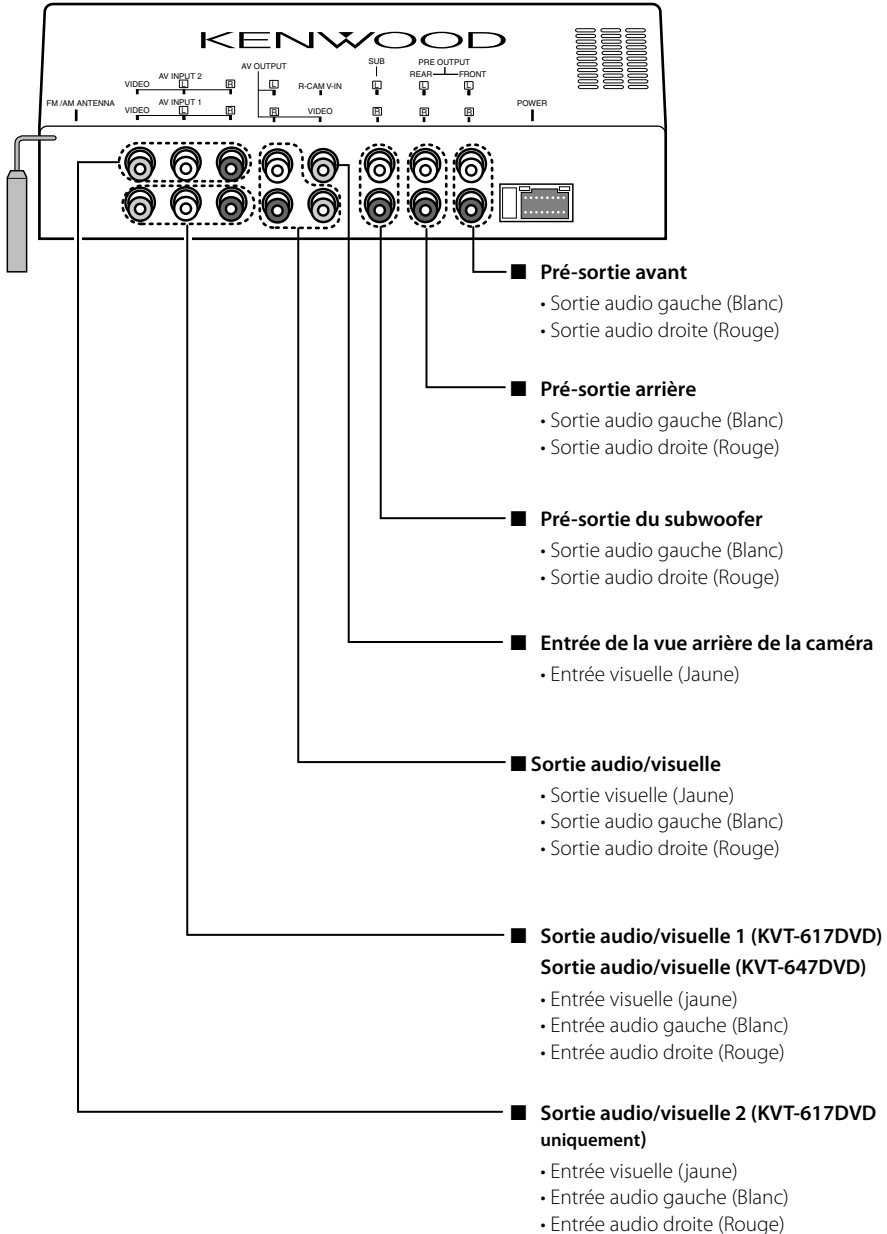 KENWOOD
SUB PRE OUTPUT
AV INPUT 2 AV OUTPUT REAR FRONT
VIDEO L R L R-CAM V-IN L L L
FM /AM ANTENNA AV INPUT 1 POWER
VIDEO L R R VIDEO R R R
■ Pré-sortie avant
• Sortie audio gauche (Blanc)
• Sortie audio droite (Rouge)
■ Pré-sortie arrière
• Sortie audio gauche (Blanc)
• Sortie audio droite (Rouge)
■ Pré-sortie du subwoofer
• Sortie audio gauche (Blanc)
• Sortie audio droite (Rouge)
■ Entrée de la vue arrière de la caméra
• Entrée visuelle (Jaune)
■ Sortie audio/visuelle
• Sortie visuelle (Jaune)
• Sortie audio gauche (Blanc)
• Sortie audio droite (Rouge)
■ Sortie audio/visuelle 1 (KVT-617DVD)
Sortie audio/visuelle (KVT-647DVD)
• Entrée visuelle (jaune)
• Entrée audio gauche (Blanc)
• Entrée audio droite (Rouge)
■ Sortie audio/visuelle 2 (KVT-617DVD
uniquement)
• Entrée visuelle (jaune)
• Entrée audio gauche (Blanc)
• Entrée audio droite (Rouge)